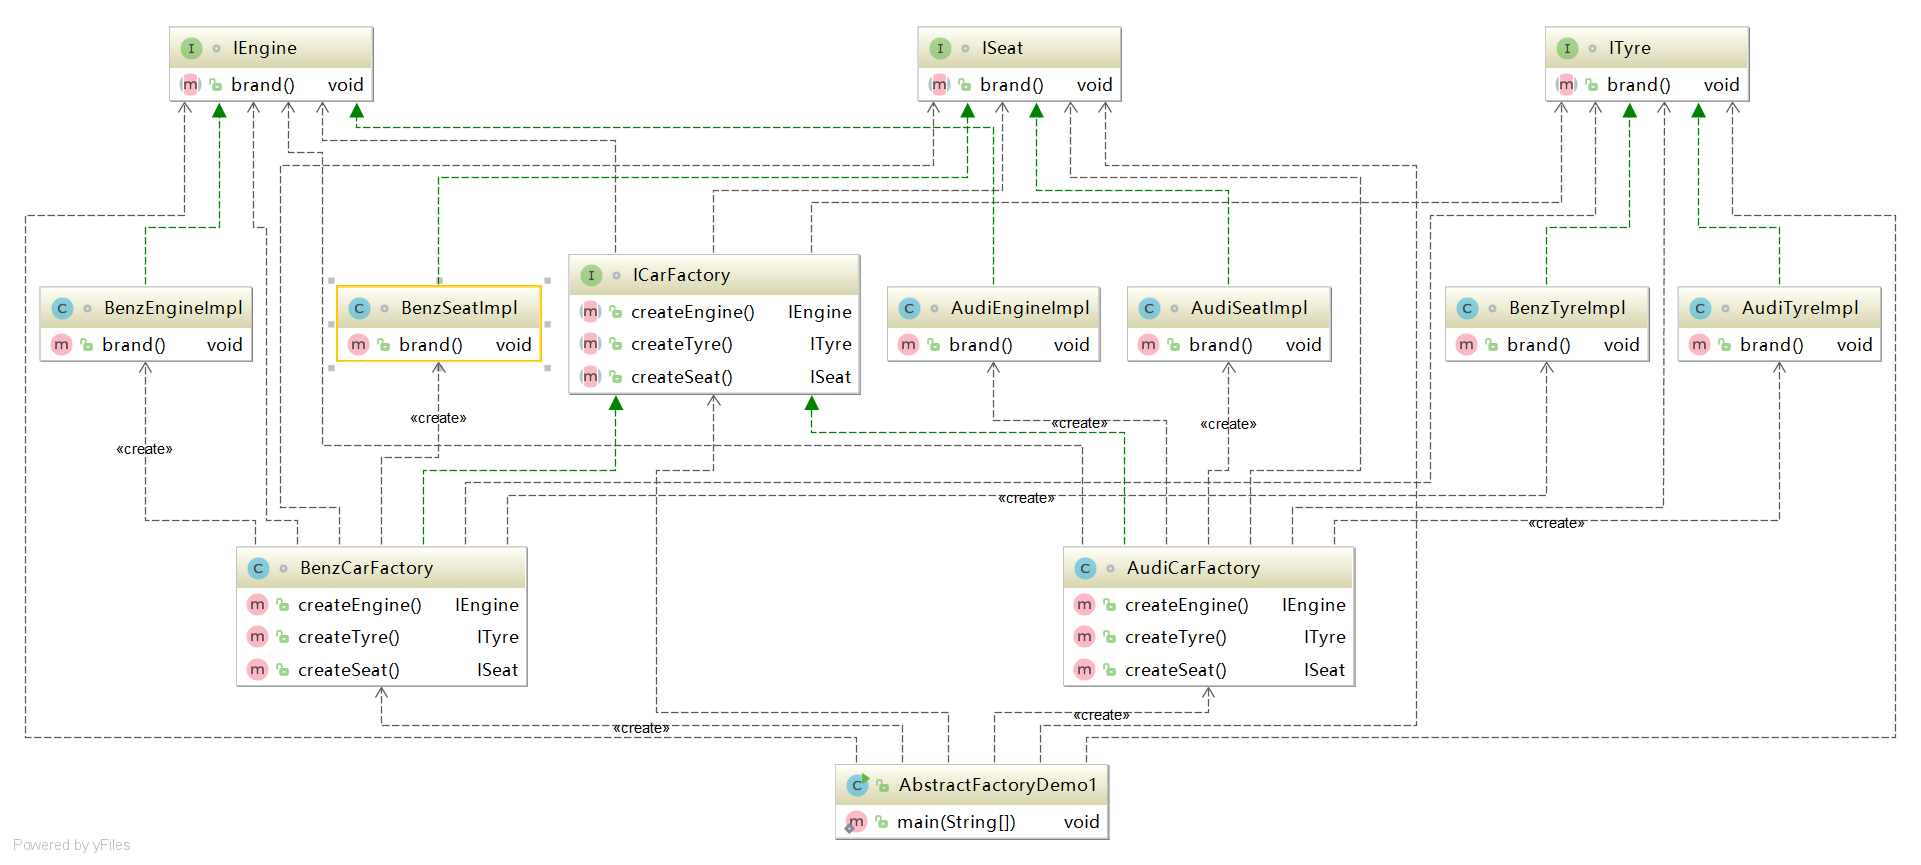 IEngine
brand() void
ISeat
brand() void
ITyre
brand() void
BenzEngineImpl
brand() void
BenzSeatImpl
brand() void
ICarFactory
createEngine() IEngine
createTyre() ITyre
createSeat() ISeat
AudiEngineImpl
brand() void
AudiSeatImpl
brand() void
BenzTyreImpl
brand() void
AudiTyreImpl
brand() void
«create»
«create»
«create»
«create»
«create»
«create»
BenzCarFactory
createEngine() IEngine
createTyre() ITyre
createSeat() ISeat
AudiCarFactory
createEngine() IEngine
createTyre() ITyre
createSeat() ISeat
«create»
«create»
AbstractFactoryDemo1
main(String[]) void
Powered by yFiles